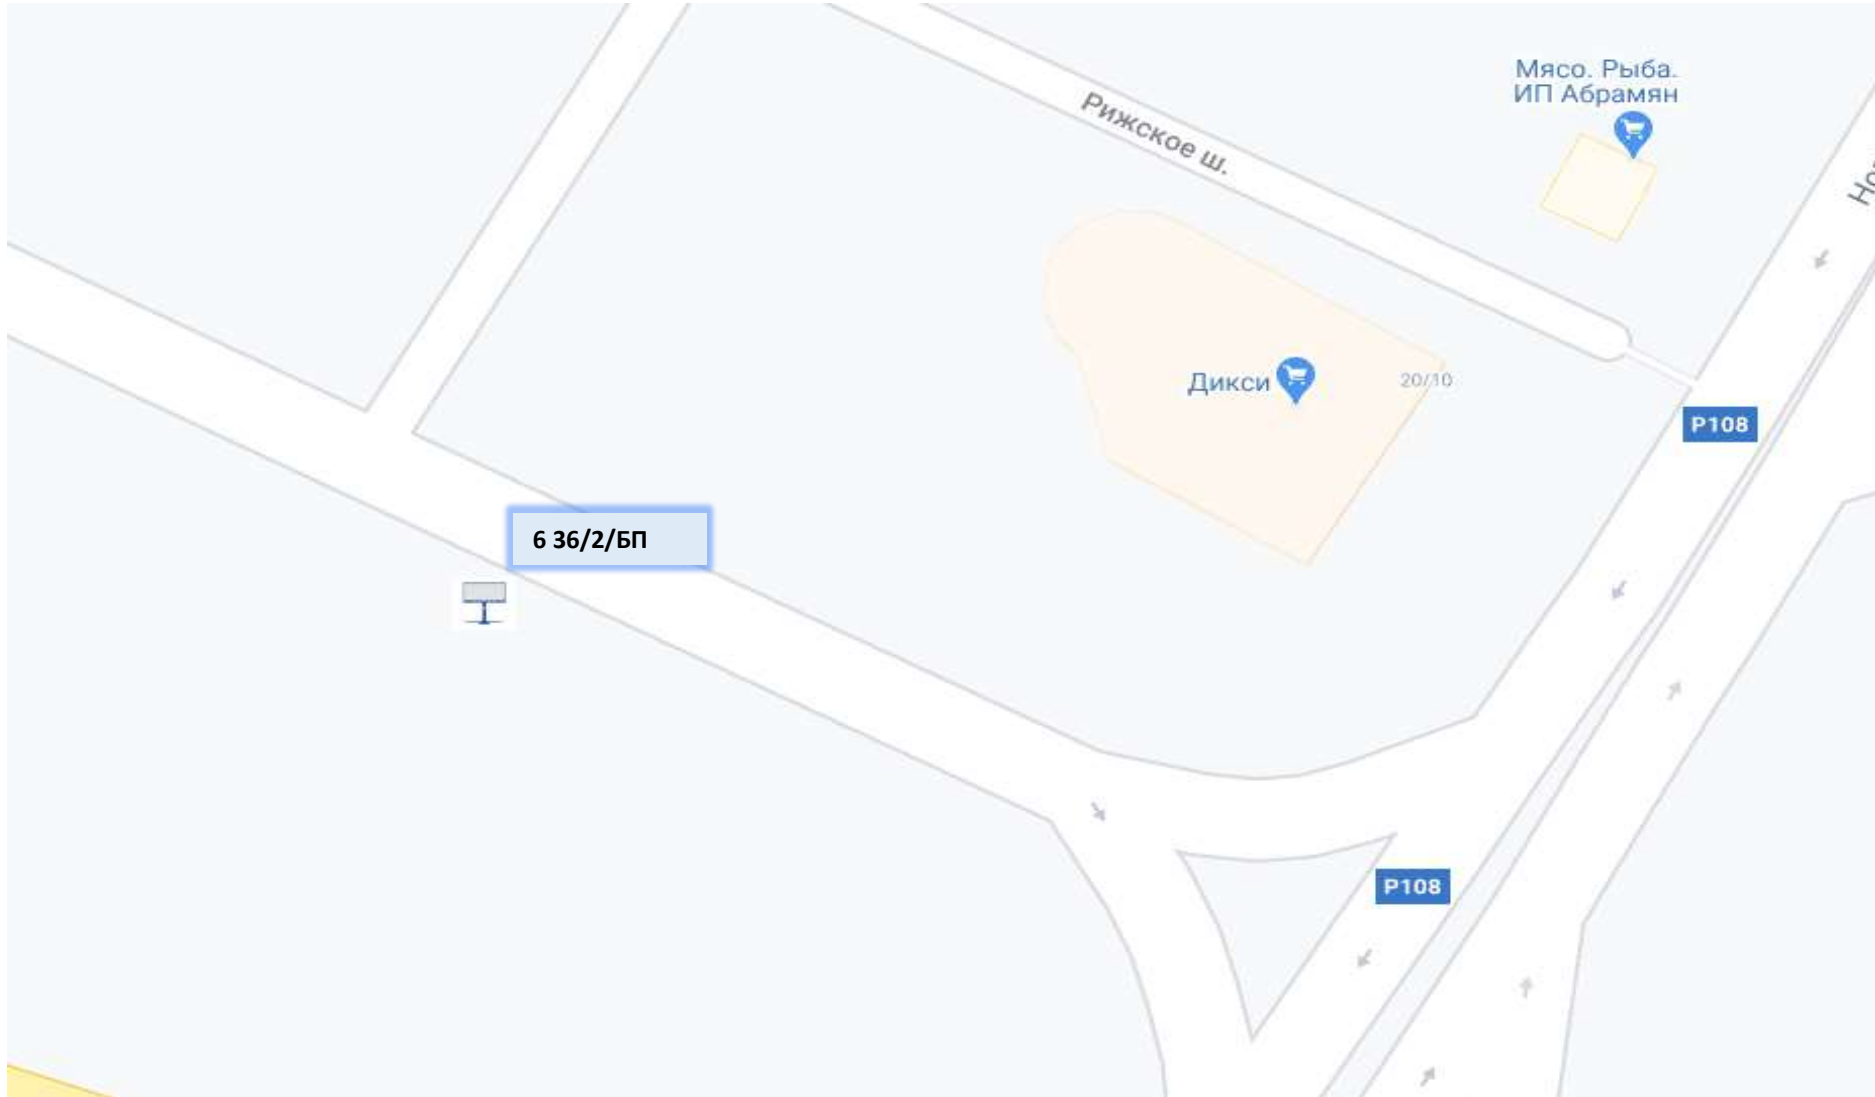 Мясо. Рыба.
ИП Абрамян
Рижское ш.
Дикси
20/10
Р108
6 36/2/БП
Р108